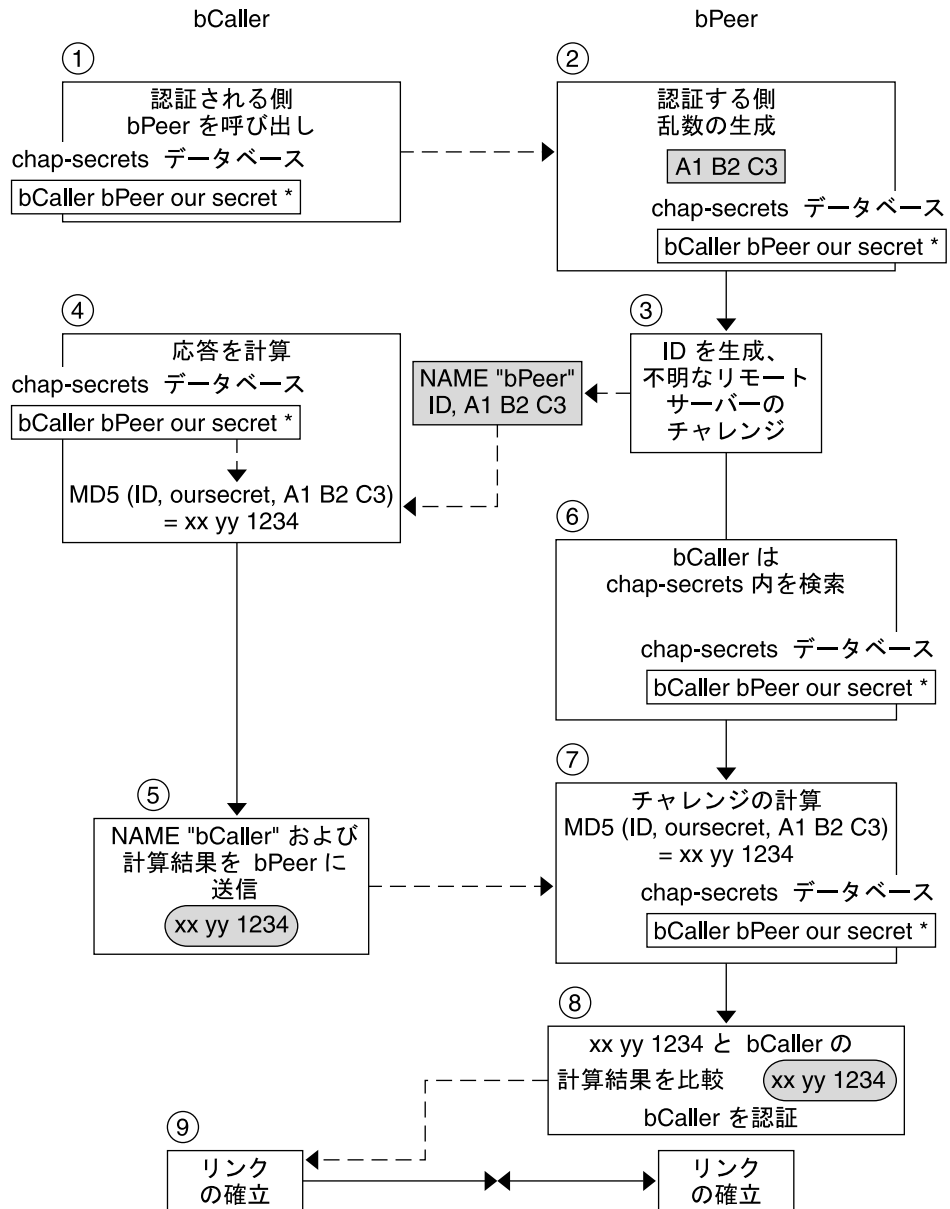 bCaller
bPeer
①
認証される側
bPeer を呼び出し
chap-secrets データベース
bCaller bPeer our secret *
②
認証する側
乱数の生成
A1 B2 C3
chap-secrets データベース
bCaller bPeer our secret *
③
ID を生成、
不明なリモート
サーバーの
チャレンジ
NAME "bPeer"
ID, A1 B2 C3
④
応答を計算
chap-secrets データベース
bCaller bPeer our secret *
MD5 (ID, oursecret, A1 B2 C3)
= xx yy 1234
⑤
NAME "bCaller" および
計算結果を bPeer に
送信
xx yy 1234
⑥
bCaller は
chap-secrets 内を検索
chap-secrets データベース
bCaller bPeer our secret *
⑦
チャレンジの計算
MD5 (ID, oursecret, A1 B2 C3)
= xx yy 1234
chap-secrets データベース
bCaller bPeer our secret *
⑧
xx yy 1234 と bCaller の
計算結果を比較 xx yy 1234
bCaller を認証
⑨
リンク
の確立
リンク
の確立